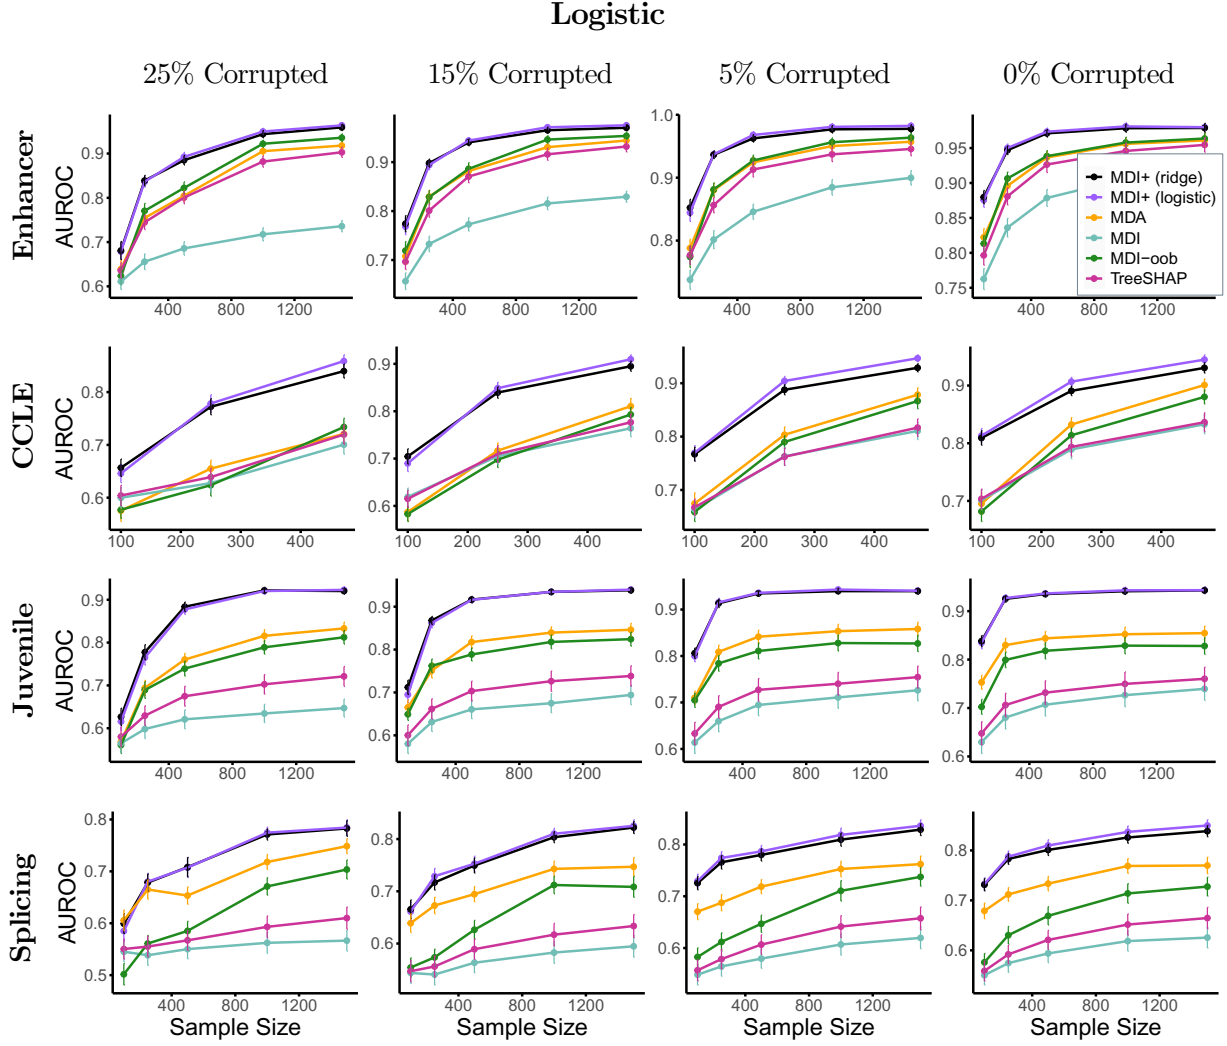 Logistic
25% Corrupted 15% Corrupted 5% Corrupted 0% Corrupted
Enhancer
AUROC
0.9
0.8
0.7
0.6
400 800 1200
0.9
0.8
0.7
400 800 1200
1.0
0.9
0.8
400 800 1200
0.95
0.90
0.85
0.80
0.75
400 800 1200
MDI+ (ridge)
MDI+ (logistic)
MDA
MDI
MDI−oob
TreeSHAP
CCLE
AUROC
0.8
0.7
0.6
100 200 300 400
0.9
0.8
0.7
0.6
100 200 300 400
0.9
0.8
0.7
100 200 300 400
0.9
0.8
0.7
100 200 300 400
Juvenile
AUROC
0.9
0.8
0.7
0.6
400 800 1200
0.9
0.8
0.7
0.6
400 800 1200
0.9
0.8
0.7
0.6
400 800 1200
0.9
0.8
0.7
0.6
400 800 1200
Splicing
AUROC
0.8
0.7
0.6
0.5
400 800 1200
Sample Size
0.8
0.7
0.6
400 800 1200
Sample Size
0.8
0.7
0.6
400 800 1200
Sample Size
0.8
0.7
0.6
400 800 1200
Sample Size